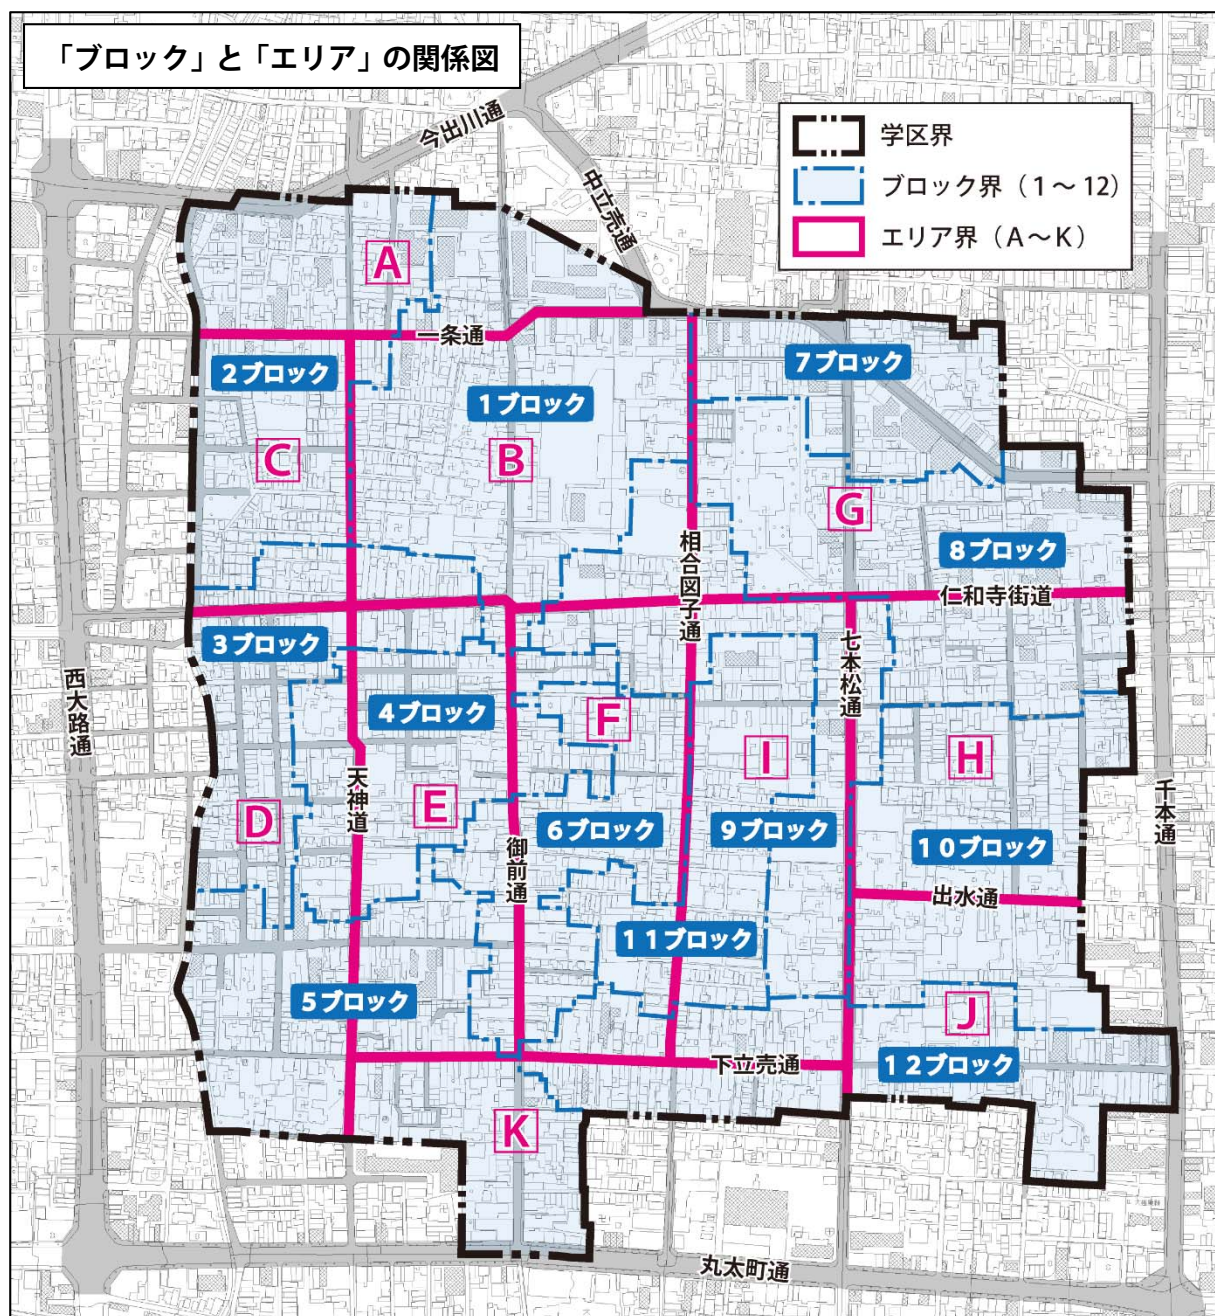 「ブロック」と「エリア」の関係図
学区界
ブロック界（１～12）
エリア界（Ａ～Ｋ）
今出川通
中立売通
A
一条通
2ブロック
1ブロック
7ブロック
C
B
G
相合図子通
8ブロック
仁和寺街道
3ブロック
七本松通
西大路通
4ブロック
F
I
H
天神道
D
E
千本通
御前通
6ブロック
9ブロック
10ブロック
出水通
11ブロック
5ブロック
J
下立売通
12ブロック
K
丸太町通